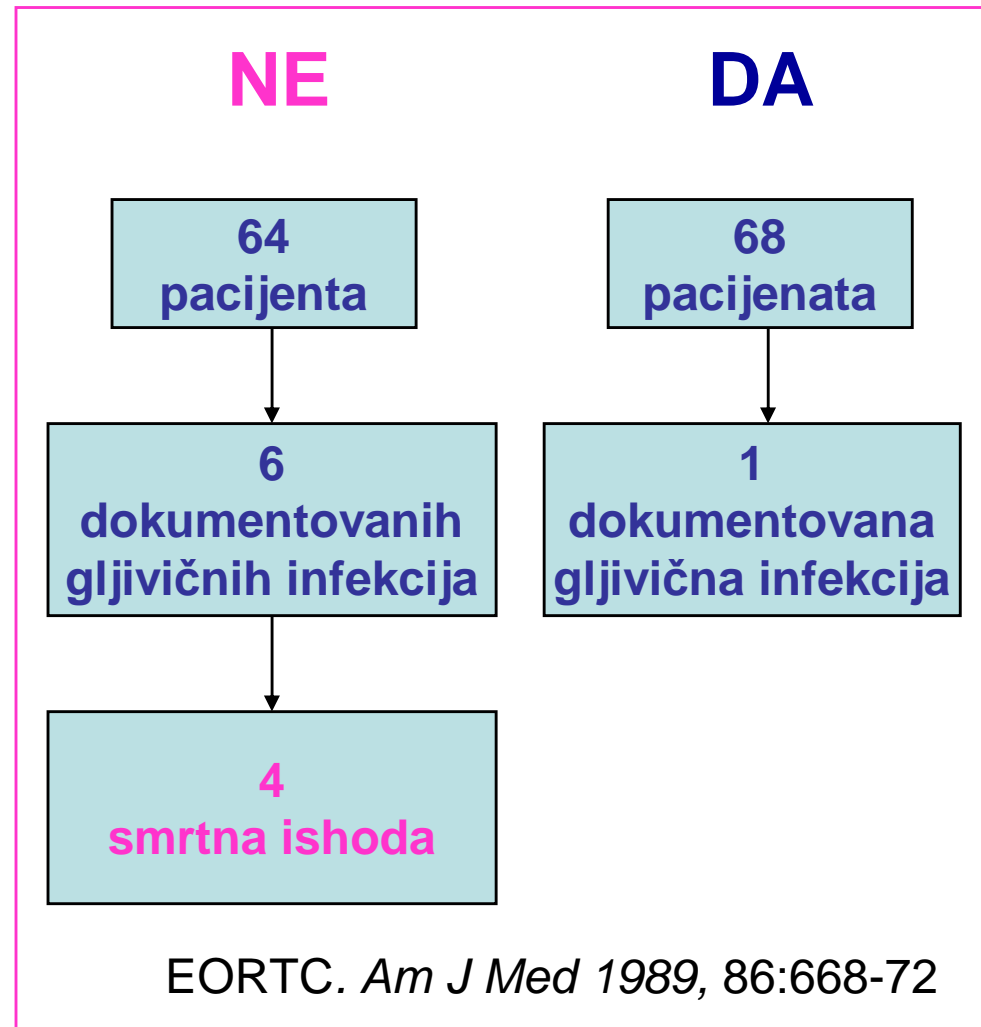 NE
DA
64
pacijenta
68
pacijenata
6
dokumentovanih
gljivičnih infekcija
1
dokumentovana
gljivična infekcija
4
smrtna ishoda
EORTC. Am J Med 1989, 86:668-72